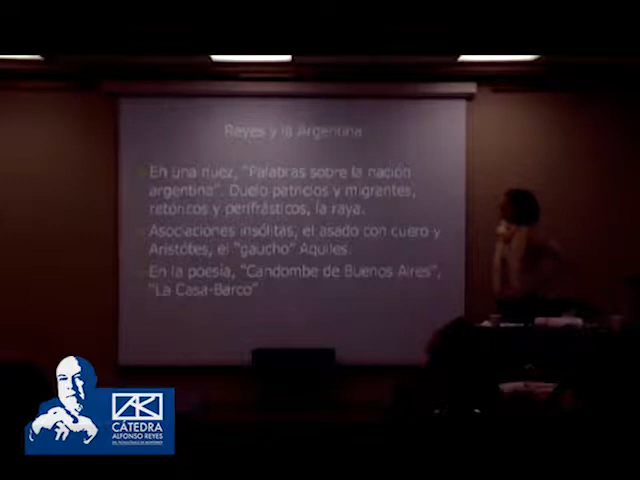 Reyes y la Argentina
En una nuez, "Palabras sobre la nación
argentina". Duelo patricios y migrantes,
retóricos y perifrásticos, la raya.
Asociaciones insólitas, el asado con cuero y
Aristótes, el "gaucho" Aquiles.
En la poesía, "Candombe de Buenos Aires",
"La Casa-Barco"
CÁTEDRA
ALFONSO REYES